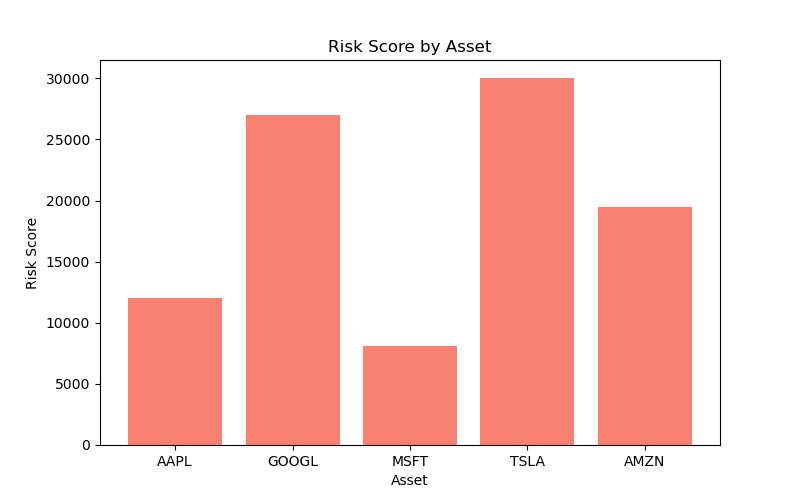 Risk Score by Asset
30000
25000
20000
15000
10000
5000
0
Risk Score
AAPL GOOGL MSFT TSLA AMZN
Asset